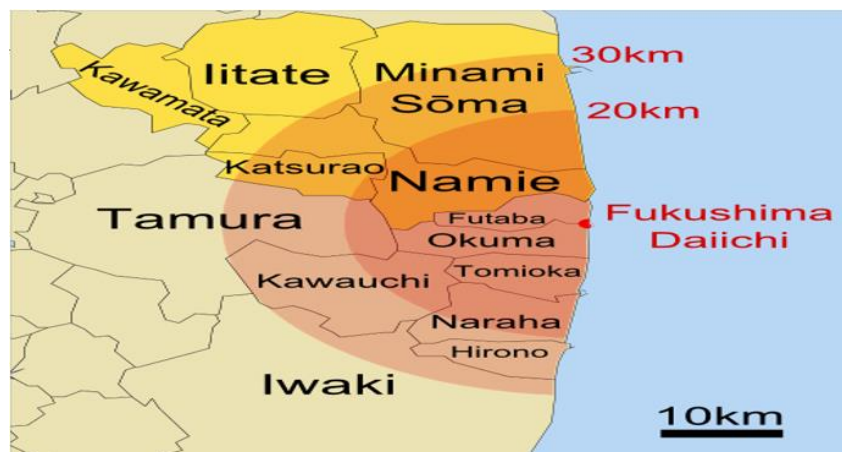 30km
Iitate
Minami
Sōma
Kawamata
20km
Katsurao
Namie
Tamura
Futaba
Fukushima
Daiichi
Okuma
Kawauchi
Tomioka
Naraha
Hirono
Iwaki
10km